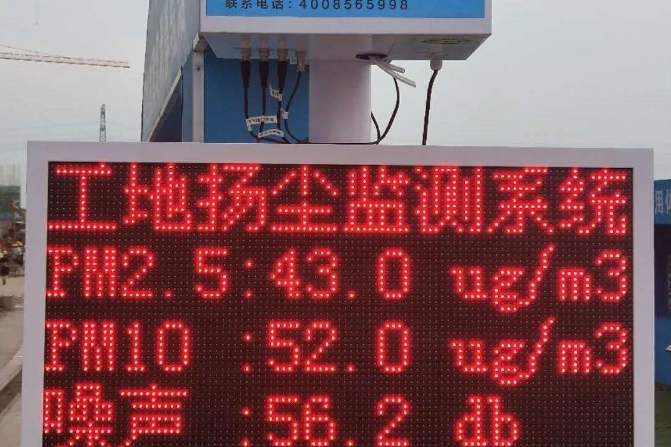 联系电话：4008565998
工地扬尘监测系统
PM2.5:43.0 ug/m3
PM10 :52.0 ug/m3
噪声 :56.2 db